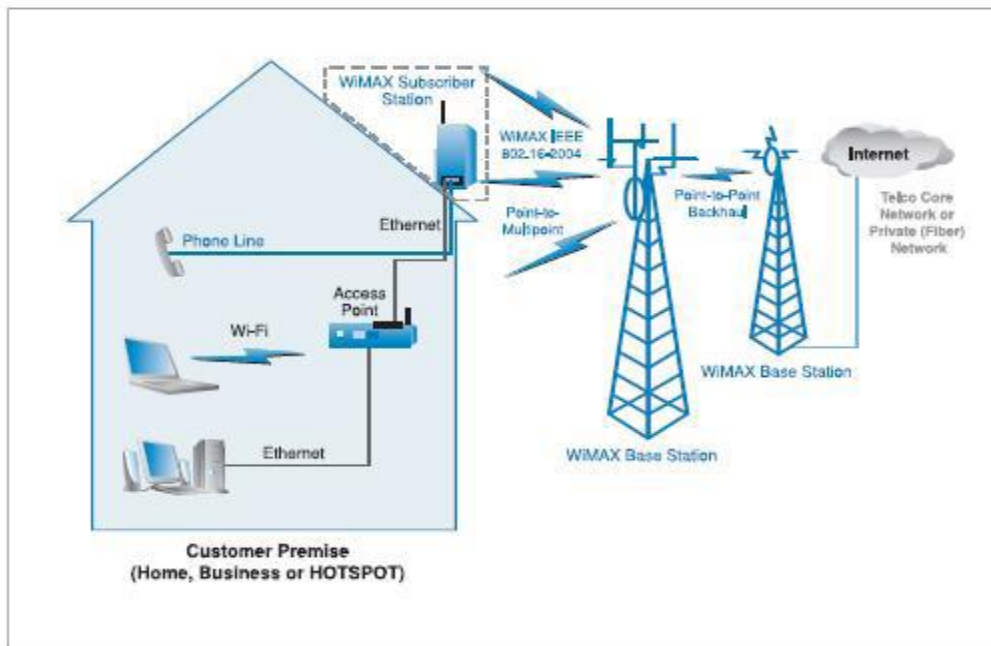 WiMAX Subscriber
Station
WiMAX IEEE
802.16-2004
Internet
Point-to-Point
Backhaul
Telco Core
Network or
Private (Fiber)
Network
Ethernet
Point-to-
Multipoint
Phone Line
Access
Point
Wi-Fi
WiMAX Base Station
Ethernet
WiMAX Base Station
Customer Premise
(Home, Business or HOTSPOT)